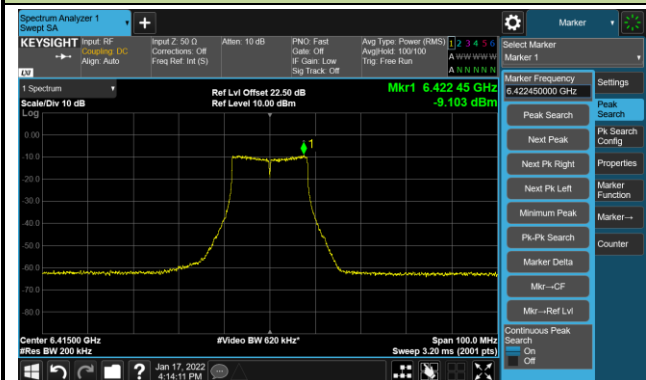 Spectrum Analyzer 1
Swept SA
Marker
KEYSIGHT
Input: RF
Coupling: DC
Align: Auto
Input Z: 50 Ω
Corrections: Off
Freq Ref: Int (S)
Atten: 10 dB
PNO: Fast
Gate: Off
IF Gain: Low
Sig Track: Off
Avg Type: Power (RMS)
Avg|Hold: 100/100
Trig: Free Run
1 2 3 4 5 6
A W W W W W
A N N N N N
LXI
Select Marker
Marker 1
1 Spectrum
Scale/Div 10 dB
Log
Ref Lvl Offset 22.50 dB
Ref Level 10.00 dBm
Mkr1 6.422 45 GHz
-9.103 dBm
Marker Frequency
6.422450000 GHz
Settings
Peak Search
Peak
Search
Next Peak
Pk Search
Config
Next Pk Right
Properties
Next Pk Left
Marker
Function
Minimum Peak
Marker→
Pk-Pk Search
Counter
Marker Delta
Mkr→CF
Mkr→Ref Lvl
Continuous Peak
Search
On
Off
0.00
-10.0
-20.0
-30.0
-40.0
-50.0
-60.0
-70.0
-80.0
1
Center 6.41500 GHz
#Res BW 200 kHz
#Video BW 620 kHz*
Span 100.0 MHz
Sweep 3.20 ms (2001 pts)
?
Jan 17, 2022
4:14:11 PM